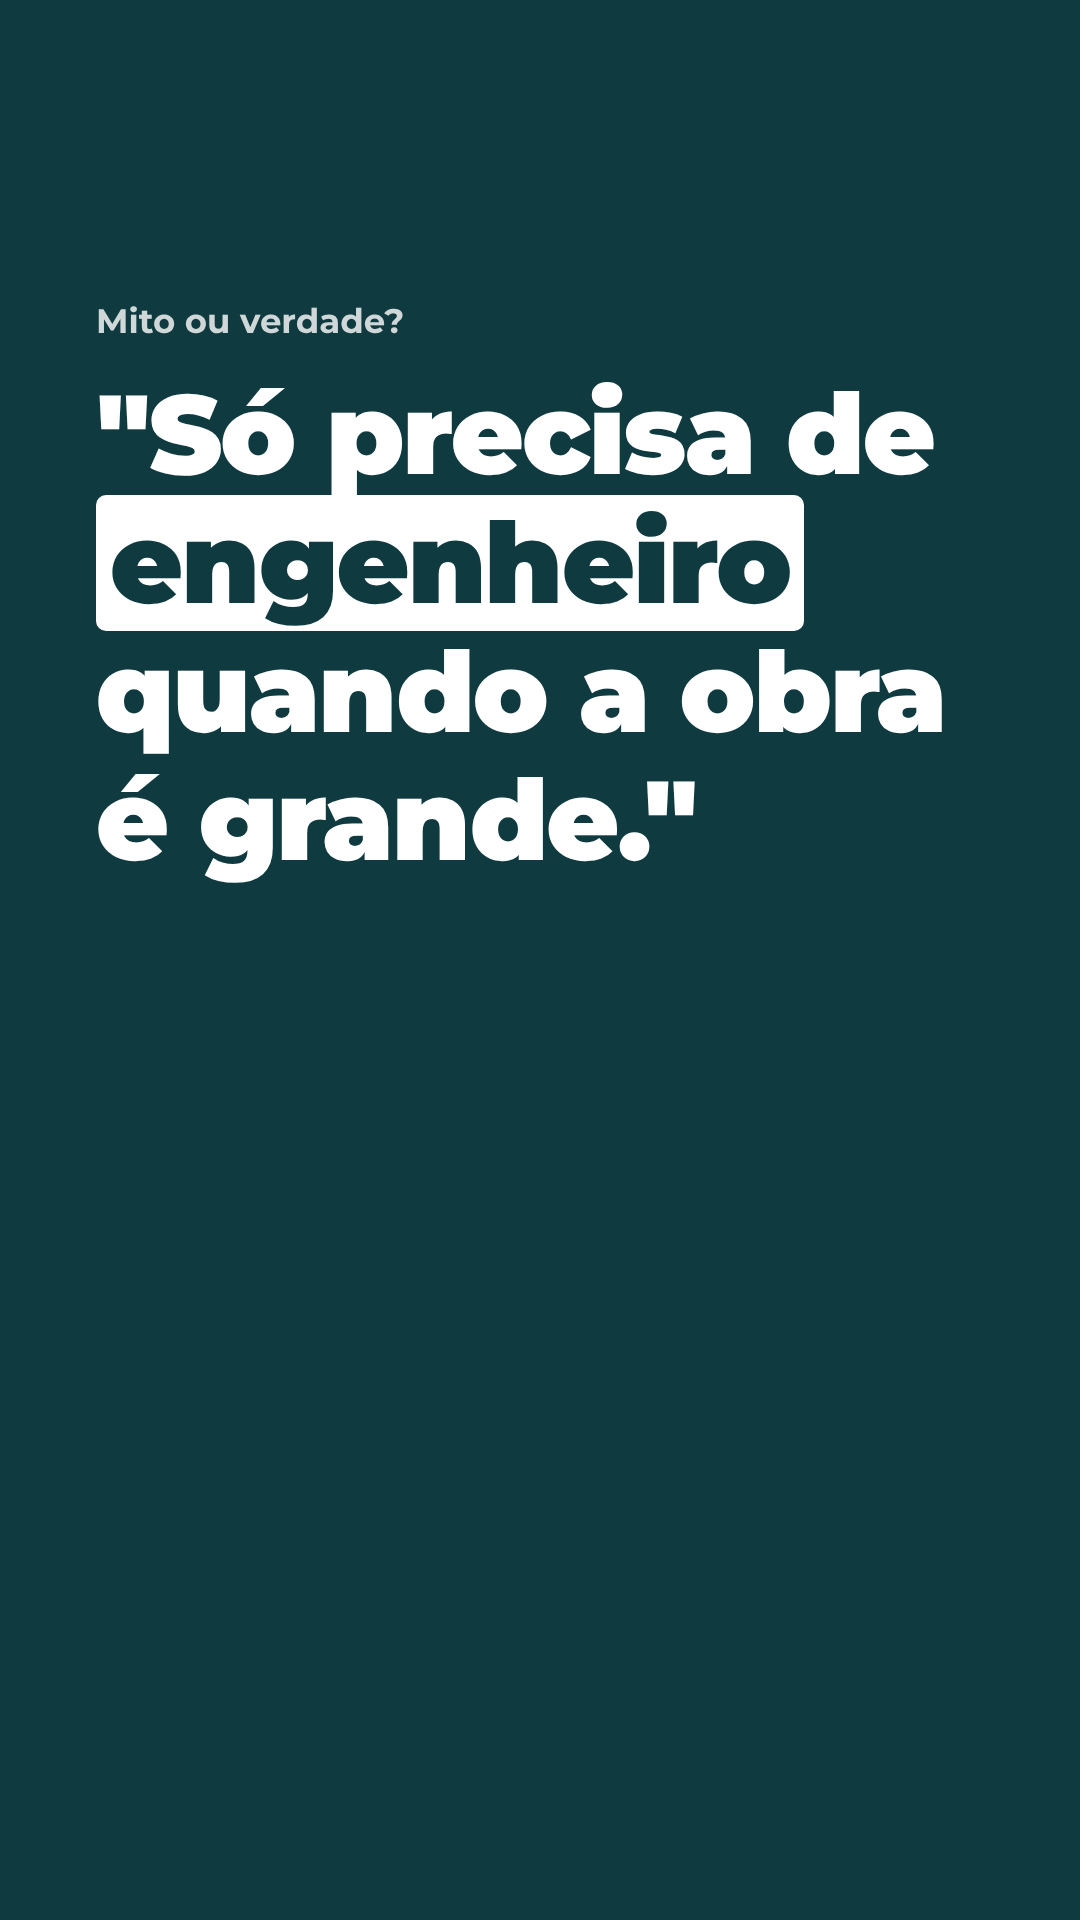 Mito ou verdade?
"Só precisa de
engenheiro
quando a obra
é grande."